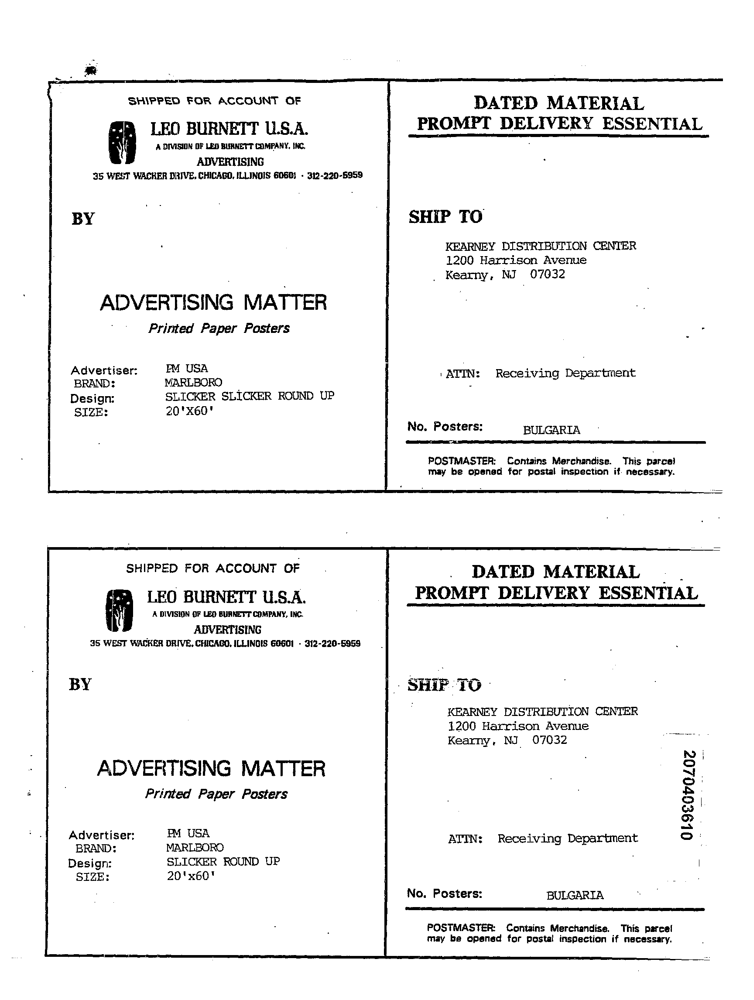 SHIPPED FOR ACCOUNT OF
LEO BURNETT U.S.A.
A DIVISION OF LEO BURNETT COMPANY, INC.
ADVERTISING
35 WEST WACKER DRIVE, CHICAGO, ILLINOIS 60601 · 312-220-5959
BY
ADVERTISING MATTER
Printed Paper Posters
Advertiser: PM USA
BRAND: MARLBORO
Design: SLICKER SLICKER ROUND UP
SIZE: 20'X60'
DATED MATERIAL
PROMPT DELIVERY ESSENTIAL
SHIP TO
KEARNEY DISTRIBUTION CENTER
1200 Harrison Avenue
Kearny, NJ 07032
ATTN: Receiving Department
No. Posters: BULGARIA
POSTMASTER: Contains Merchandise. This parcel
may be opened for postal inspection if necessary.
SHIPPED FOR ACCOUNT OF
LEO BURNETT U.S.A.
A DIVISION OF LEO BURNETT COMPANY, INC.
ADVERTISING
35 WEST WACKER DRIVE, CHICAGO, ILLINOIS 60601 · 312-220-5959
BY
ADVERTISING MATTER
Printed Paper Posters
Advertiser: PM USA
BRAND: MARLBORO
Design: SLICKER ROUND UP
SIZE: 20'x60'
DATED MATERIAL
PROMPT DELIVERY ESSENTIAL
SHIP TO
KEARNEY DISTRIBUTION CENTER
1200 Harrison Avenue
Kearny, NJ 07032
ATTN: Receiving Department
No. Posters: BULGARIA
POSTMASTER: Contains Merchandise. This parcel
may be opened for postal inspection if necessary.
2070403610